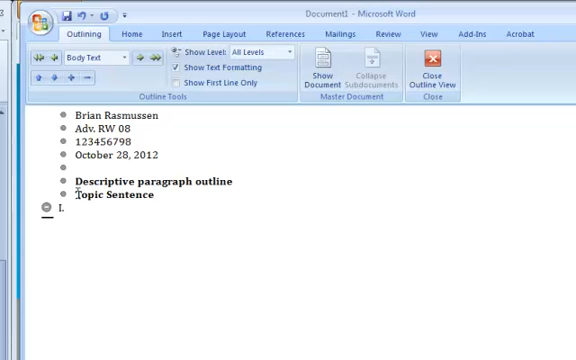 Document1 - Microsoft Word
Outlining Home Insert Page Layout References Mailings Review View Add-Ins Acrobat
Body Text
Show Level: All Levels
Show Text Formatting
Show First Line Only
Show Document
Collapse Subdocuments
Close Outline View
Outline Tools Master Document Close
Brian Rasmussen
Adv. RW 08
123456798
October 28, 2012
Descriptive paragraph outline
Topic Sentence
I.